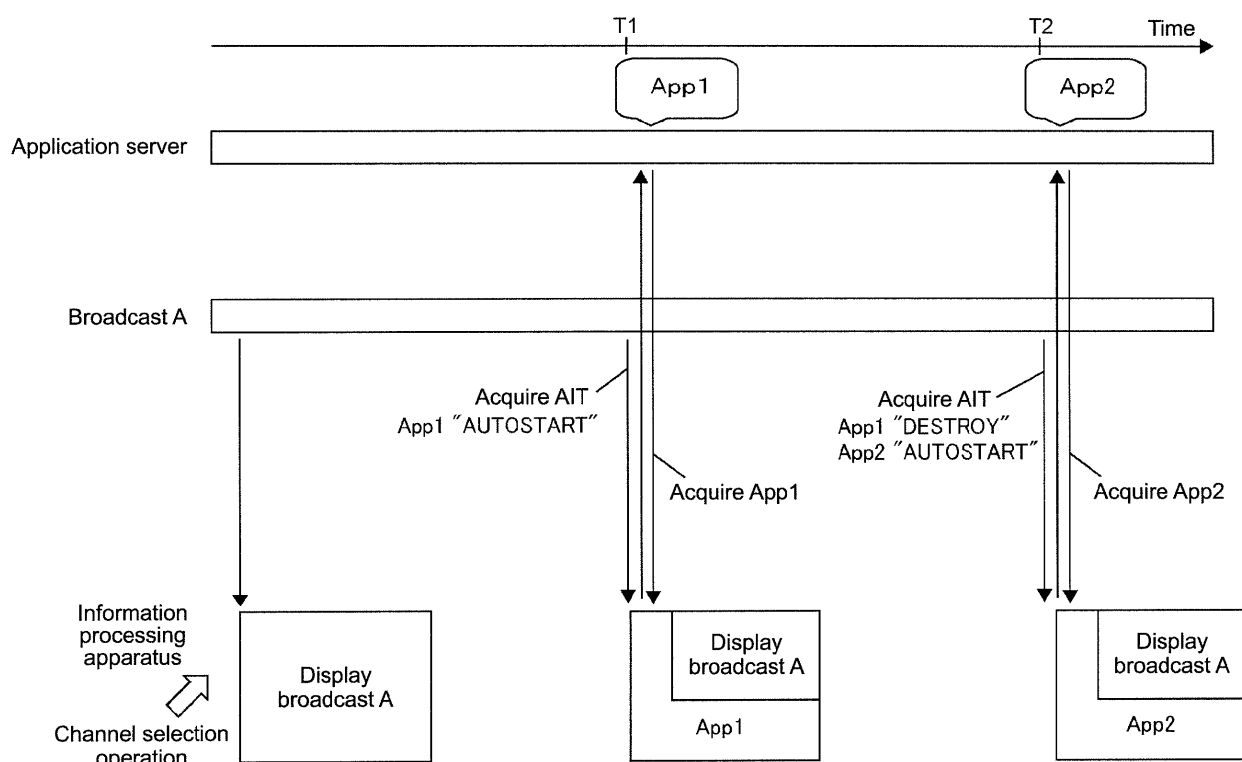 T1
T2
Time
App1
App2
Application server
Broadcast A
Acquire AIT
App1 "AUTOSTART"
Acquire App1
Acquire AIT
App1 "DESTROY"
App2 "AUTOSTART"
Acquire App2
Information
processing
apparatus
Channel selection
operation
Display
broadcast A
Display
broadcast A
App1
Display
broadcast A
App2